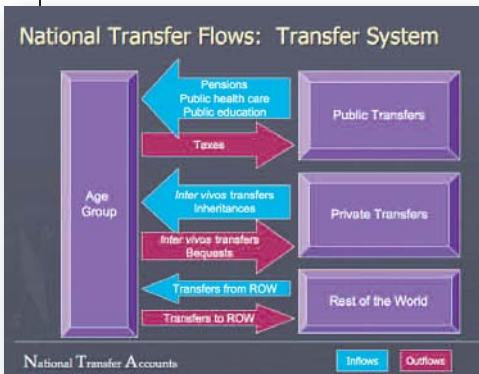 National Transfer Flows: Transfer System
Age
Group
Pensions
Public health care
Public education
Taxes
Public Transfers
Inter vivos transfers
Inheritances
Inter vivos transfers
Bequests
Private Transfers
Transfers from ROW
Transfers to ROW
Rest of the World
National Transfer Accounts
Inflows
Outflows